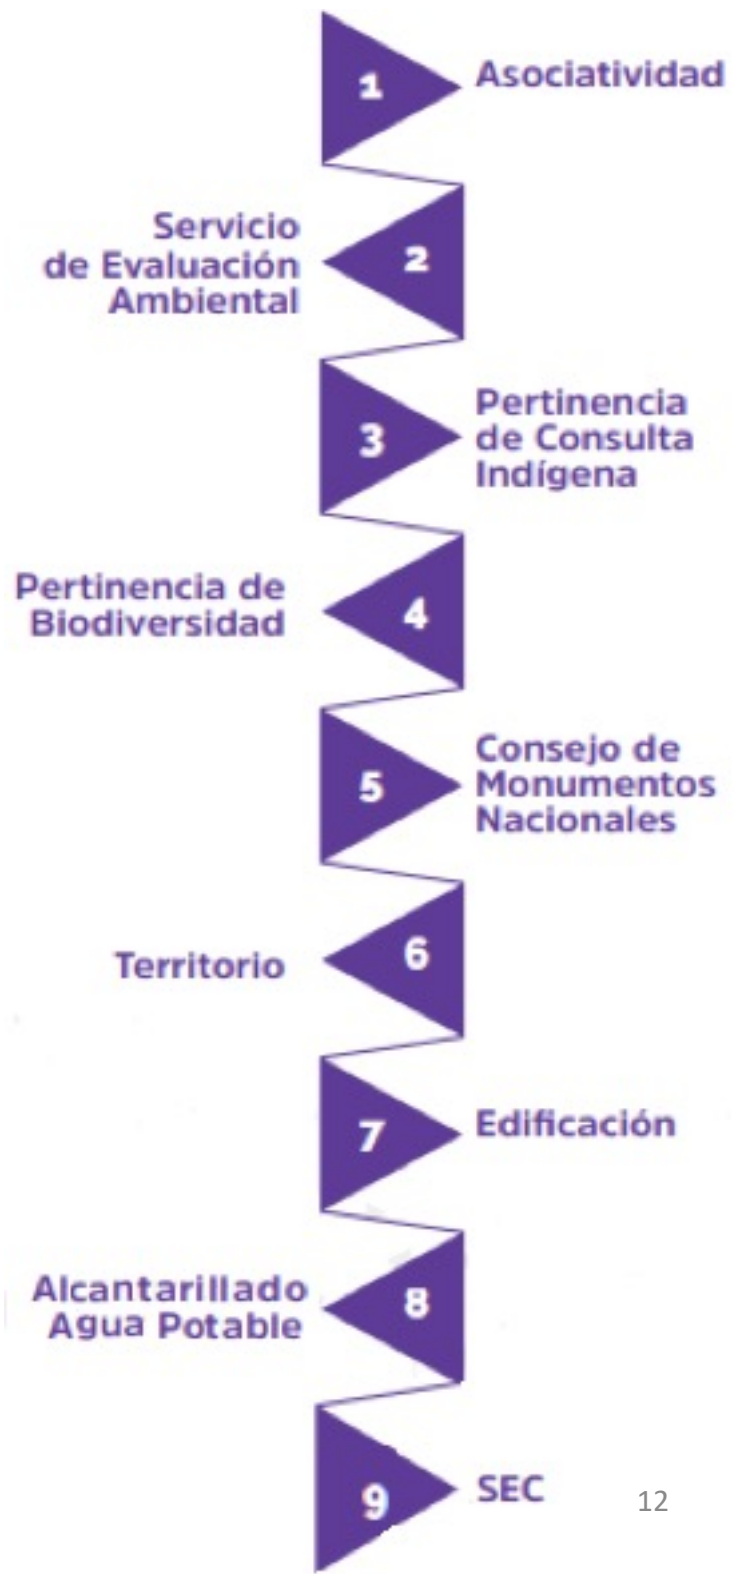 1
Asociatividad
Servicio
de Evaluación
Ambiental
2
3
Pertinencia
de Consulta
Indígena
Pertinencia de
Biodiversidad
4
5
Consejo de
Monumentos
Nacionales
Territorio
6
7
Edificación
Alcantarillado
Agua Potable
8
9
SEC
12